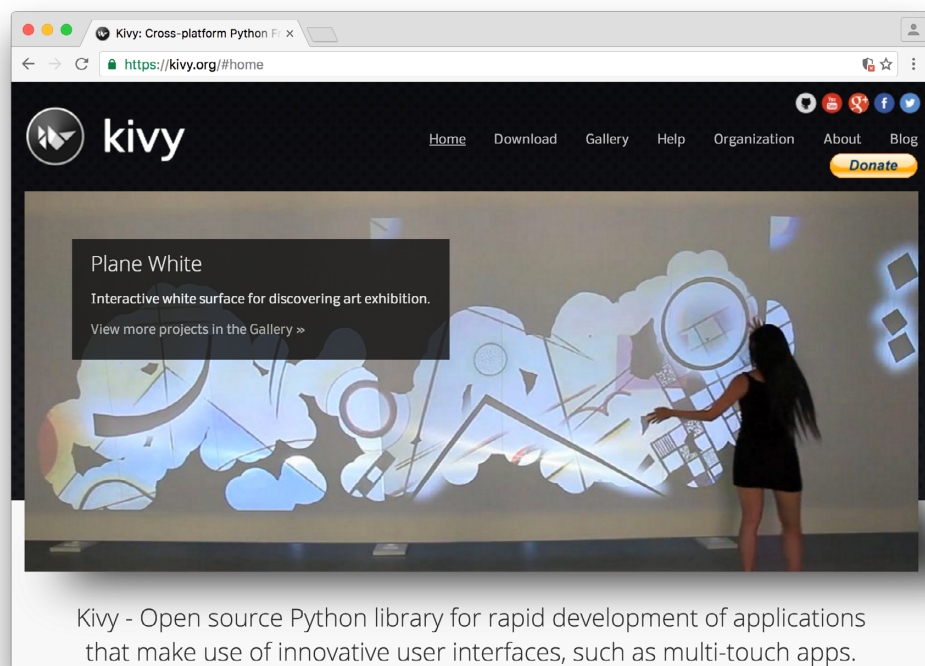 Kivy: Cross-platform Python Fr
https://kivy.org/#home
kivy
Home Download Gallery Help Organization About Blog
Donate
Plane White
Interactive white surface for discovering art exhibition.
View more projects in the Gallery »
Kivy - Open source Python library for rapid development of applications
that make use of innovative user interfaces, such as multi-touch apps.